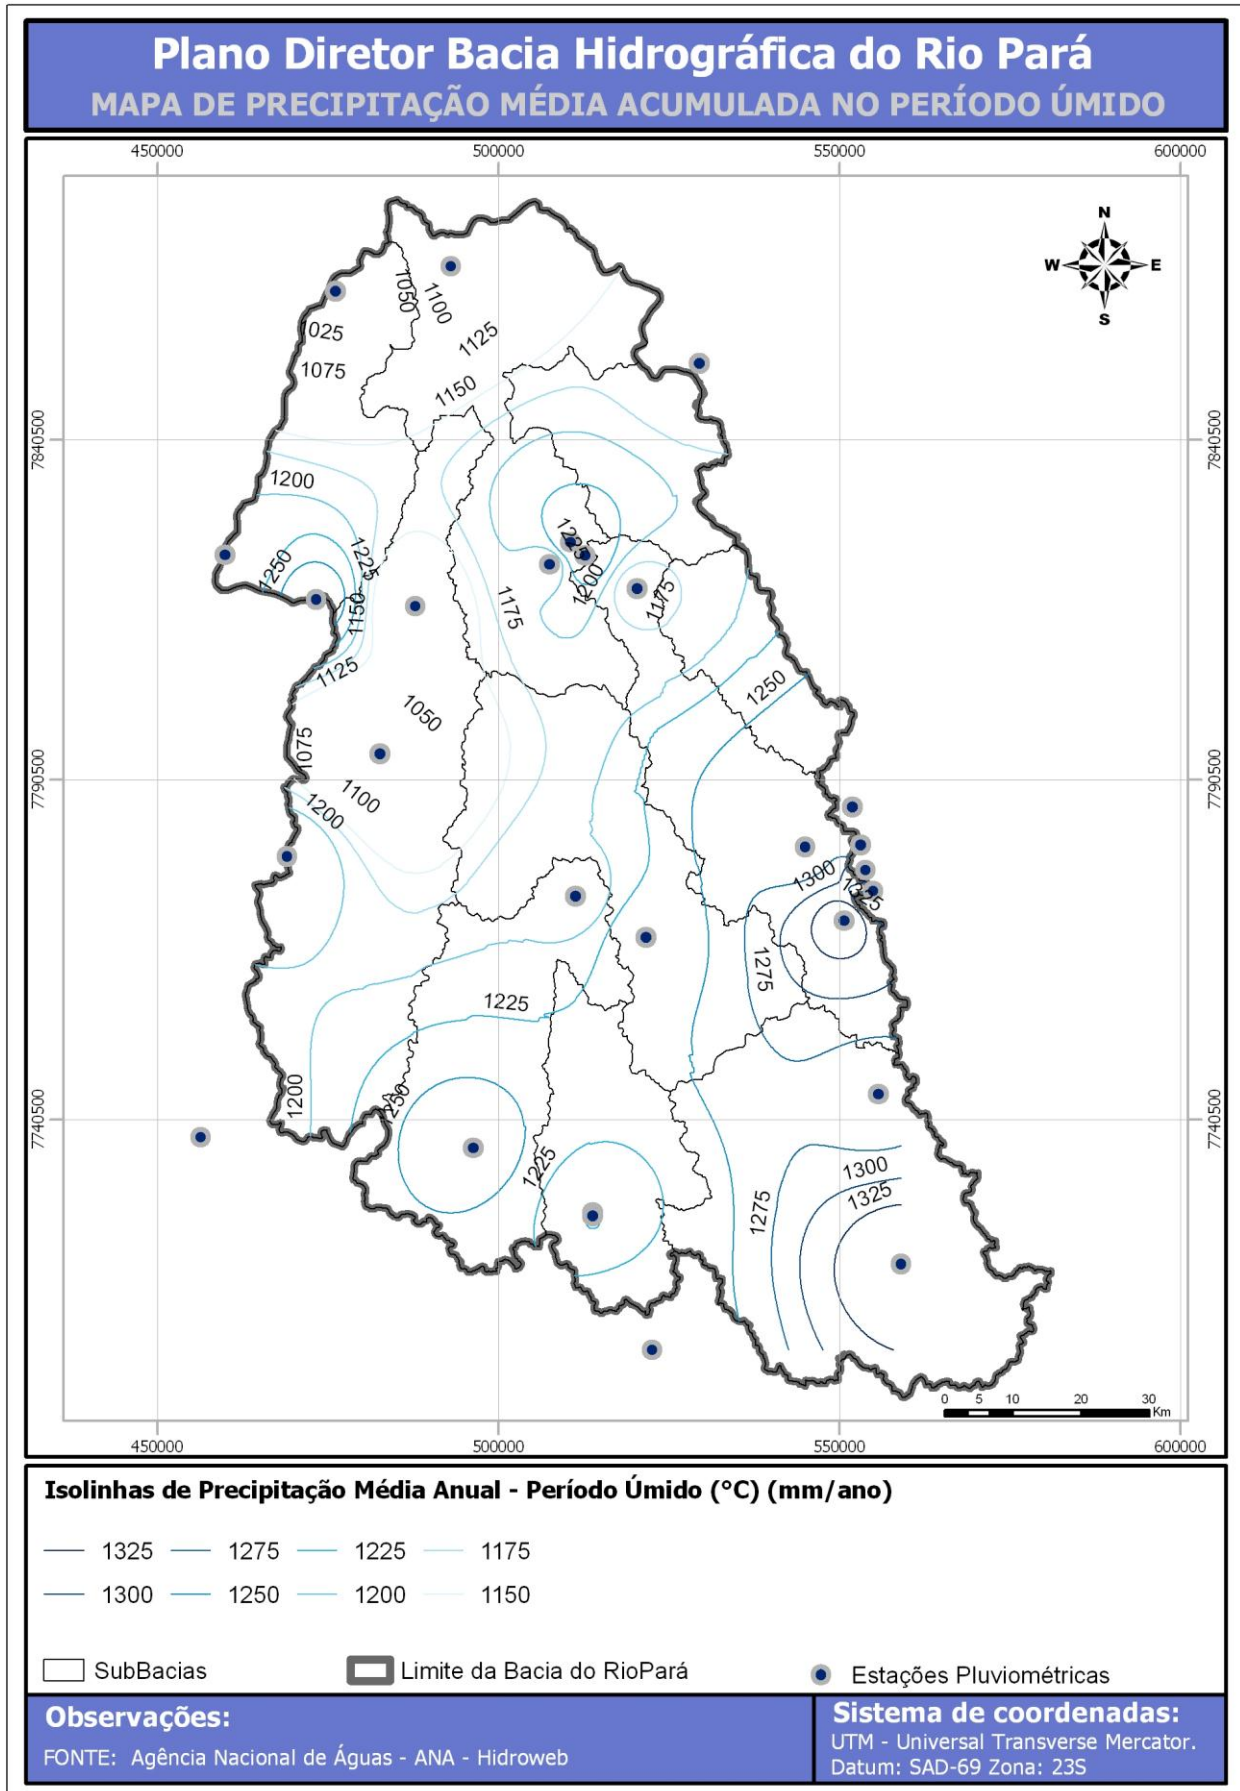 Plano Diretor Bacia Hidrográfica do Rio Pará
MAPA DE PRECIPITAÇÃO MÉDIA ACUMULADA NO PERÍODO ÚMIDO
450000 500000 550000 600000
N
W E
S
1050
1100
1025
1125
1075
1150
7840500 7840500
1200
1225
1250
1225
1200
1150
1175
1175
1125
1250
1050
1075
7790500 7790500
1100
1200
1300
1325
1275
1225
1200
1250
7740500 7740500
1225
1300
1325
1275
0 5 10 20 30
Km
450000 500000 550000 600000
Isolinhas de Precipitação Média Anual - Período Úmido (°C) (mm/ano)
1325 1275 1225 1175
1300 1250 1200 1150
SubBacias Limite da Bacia do RioPará Estações Pluviométricas
Observações:
FONTE: Agência Nacional de Águas - ANA - Hidroweb
Sistema de coordenadas:
UTM - Universal Transverse Mercator.
Datum: SAD-69 Zona: 23S